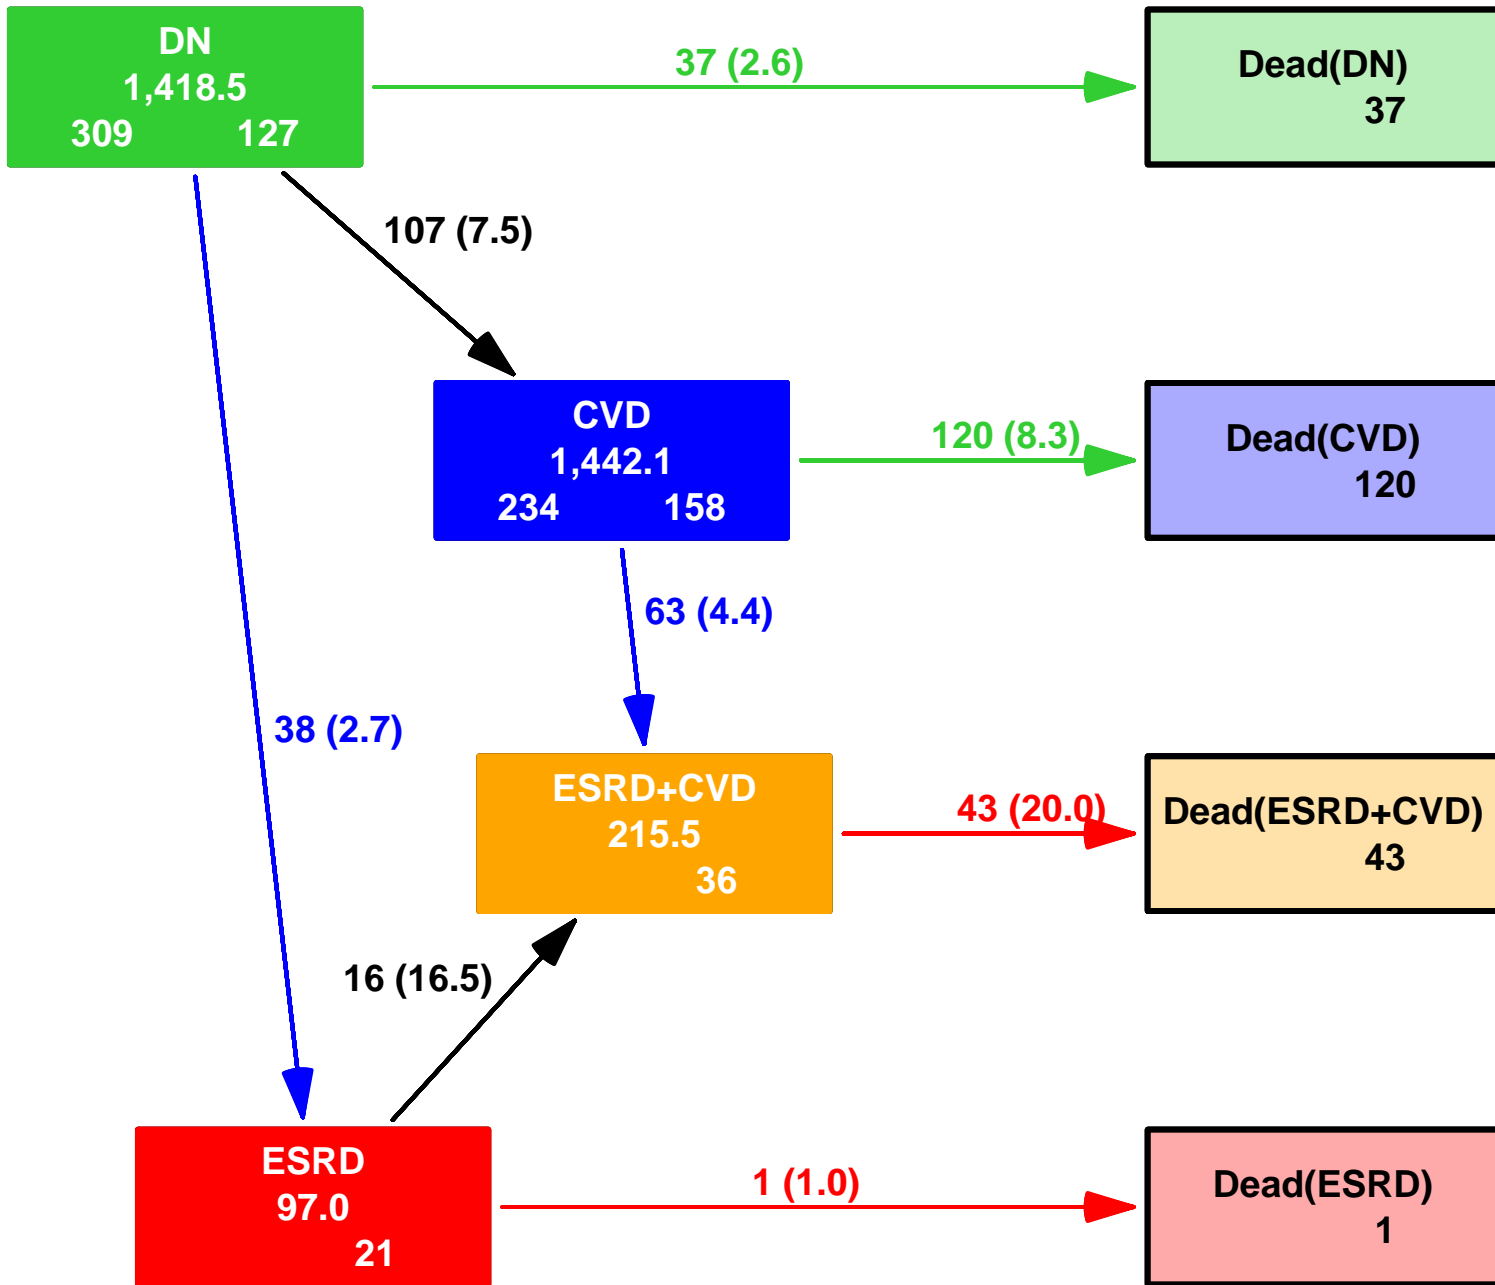 DN
1,418.5
309 127
37 (2.6)
Dead(DN)
37
107 (7.5)
CVD
1,442.1
234 158
120 (8.3)
Dead(CVD)
120
63 (4.4)
38 (2.7)
ESRD+CVD
215.5
36
43 (20.0)
Dead(ESRD+CVD)
43
16 (16.5)
ESRD
97.0
21
1 (1.0)
Dead(ESRD)
1